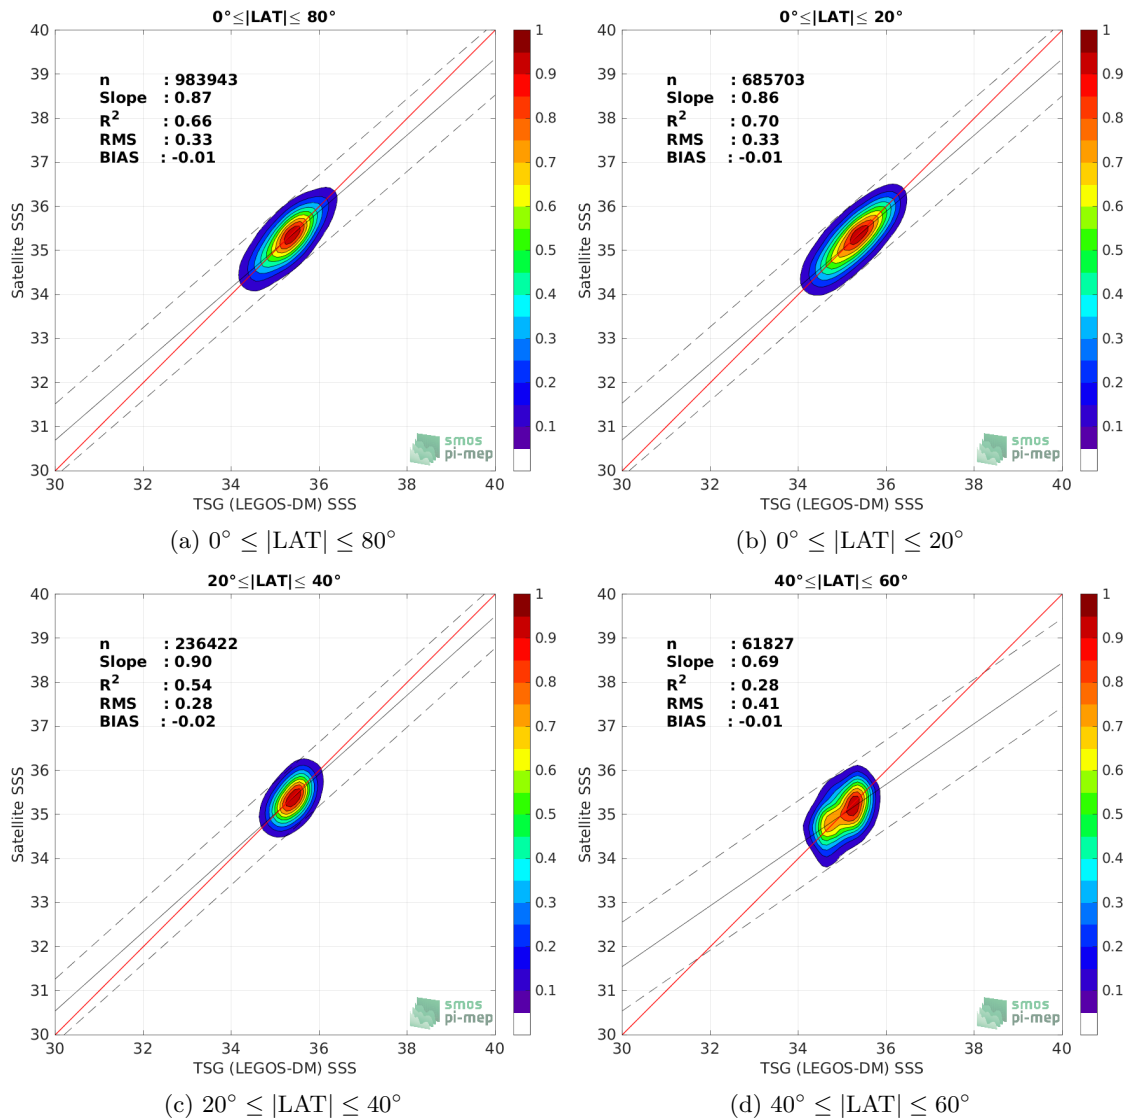 0°≤|LAT|≤ 80°
40
39
38
37
36
35
34
33
32
31
30
n : 983943
Slope : 0.87
R² : 0.66
RMS : 0.33
BIAS : -0.01
Satellite SSS
30 32 34 36 38 40
TSG (LEGOS-DM) SSS
smos
pi-mep
1
0.9
0.8
0.7
0.6
0.5
0.4
0.3
0.2
0.1
(a) 0° ≤ |LAT| ≤ 80°
0°≤|LAT|≤ 20°
40
39
38
37
36
35
34
33
32
31
30
n : 685703
Slope : 0.86
R² : 0.70
RMS : 0.33
BIAS : -0.01
Satellite SSS
30 32 34 36 38 40
TSG (LEGOS-DM) SSS
smos
pi-mep
1
0.9
0.8
0.7
0.6
0.5
0.4
0.3
0.2
0.1
(b) 0° ≤ |LAT| ≤ 20°
20°≤|LAT|≤ 40°
40
39
38
37
36
35
34
33
32
31
30
n : 236422
Slope : 0.90
R² : 0.54
RMS : 0.28
BIAS : -0.02
Satellite SSS
30 32 34 36 38 40
TSG (LEGOS-DM) SSS
smos
pi-mep
1
0.9
0.8
0.7
0.6
0.5
0.4
0.3
0.2
0.1
(c) 20° ≤ |LAT| ≤ 40°
40°≤|LAT|≤ 60°
40
39
38
37
36
35
34
33
32
31
30
n : 61827
Slope : 0.69
R² : 0.28
RMS : 0.41
BIAS : -0.01
Satellite SSS
30 32 34 36 38 40
TSG (LEGOS-DM) SSS
smos
pi-mep
1
0.9
0.8
0.7
0.6
0.5
0.4
0.3
0.2
0.1
(d) 40° ≤ |LAT| ≤ 60°